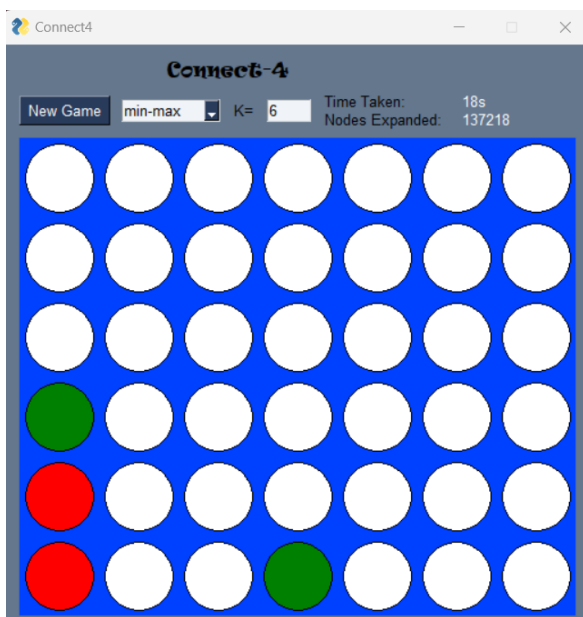 Connect4
Connect-4
New Game min-max K= 6 Time Taken: 18s
Nodes Expanded: 137218